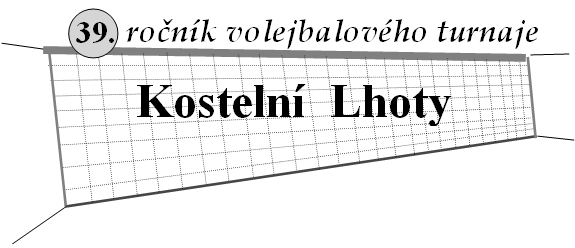 39. ročník volejbalového turnaje
Kostelní Lhoty